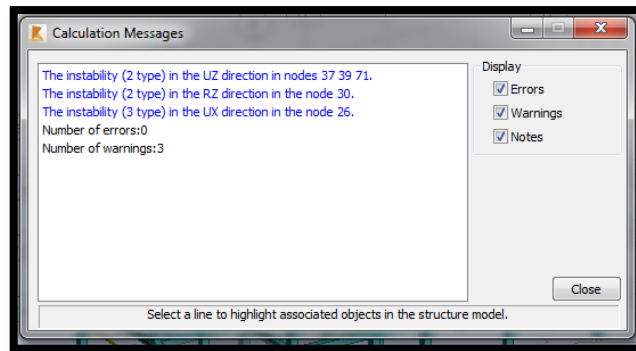 Calculation Messages
The instability (2 type) in the UZ direction in nodes 37 39 71.
The instability (2 type) in the RZ direction in the node 30.
The instability (3 type) in the UX direction in the node 26.
Number of errors:0
Number of warnings:3
Display
Errors
Warnings
Notes
Close
Select a line to highlight associated objects in the structure model.